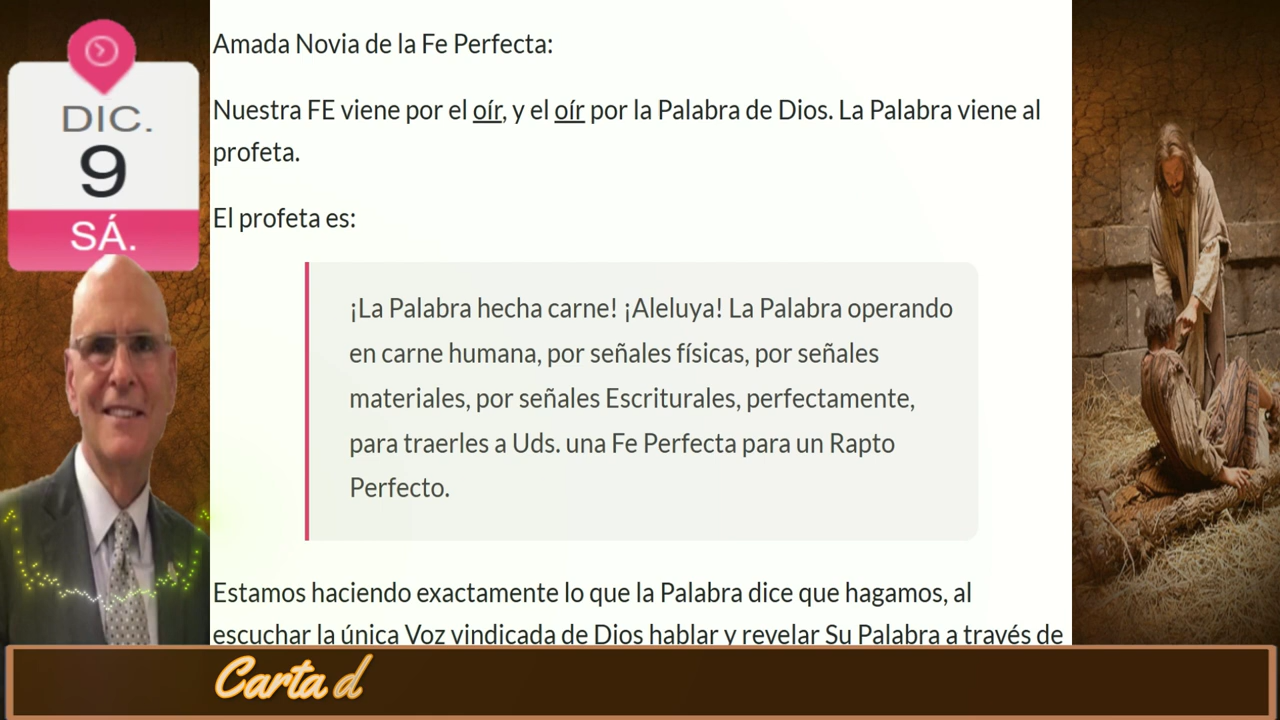 DIC.
9
SÁ.
Amada Novia de la Fe Perfecta:
Nuestra FE viene por el oír, y el oír por la Palabra de Dios. La Palabra viene al
profeta.
El profeta es:
¡La Palabra hecha carne! ¡Aleluya! La Palabra operando
en carne humana, por señales físicas, por señales
materiales, por señales Escriturales, perfectamente,
para traerles a Uds. una Fe Perfecta para un Rapto
Perfecto.
Estamos haciendo exactamente lo que la Palabra dice que hagamos, al
escuchar la única Voz vindicada de Dios hablar y revelar Su Palabra a través de
Carta d